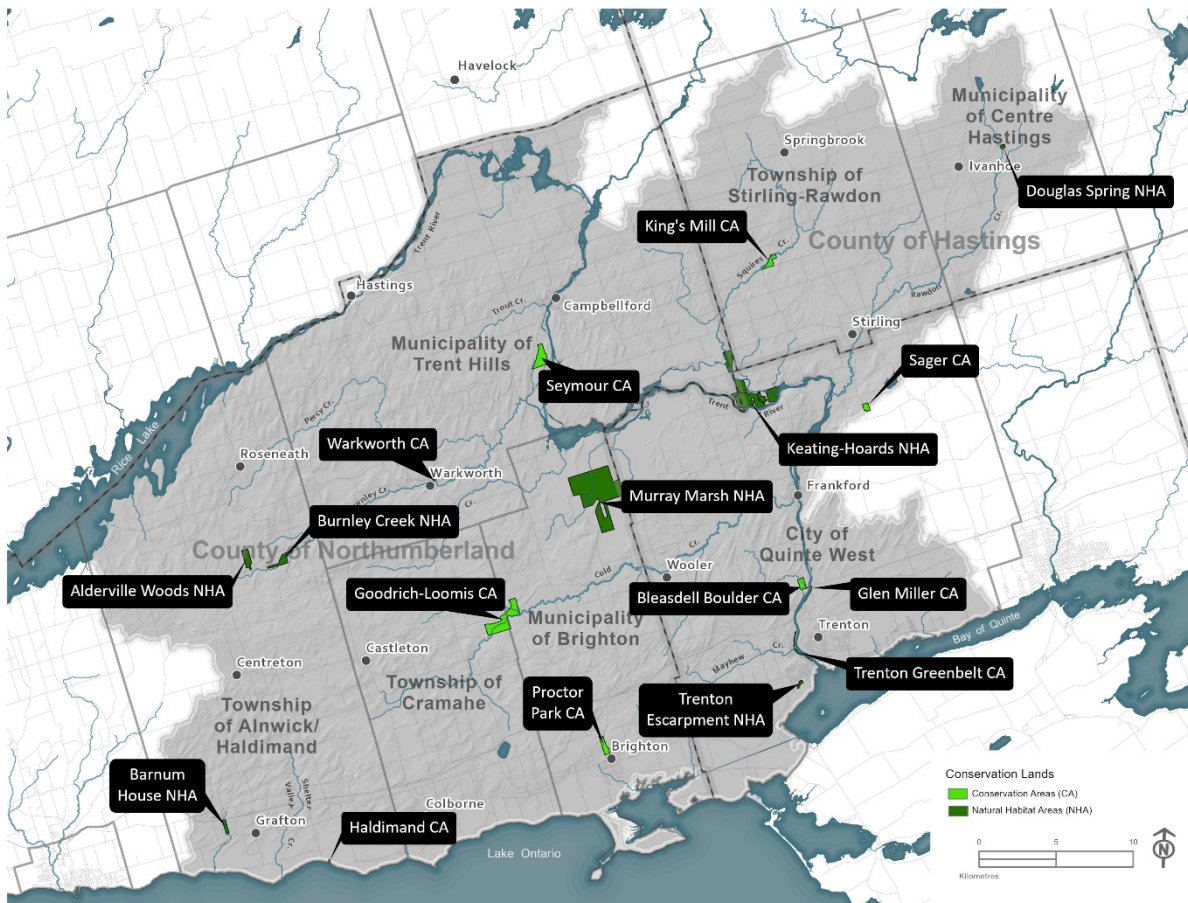 Havelock
Municipality
of Centre
Hastings
Springbrook
Ivanhoe
Township of
Stirling-Rawdon
Douglas Spring NHA
King's Mill CA
Cr.
County of Hastings
Squires
Cr.
Trent River
Hastings
Rawdon
Trout Cr.
Campbellford
Stirling
Municipality of
Trent Hills
Sager CA
Seymour CA
Trent
River
Percy Cr.
Rice Lake
Warkworth CA
Keating-Hoards NHA
Roseneath
Warkworth
Burnley Cr.
Cr.
Murray Marsh NHA
Frankford
Burnley Creek NHA
City of
Quinte West
County of Northumberland
Cr.
Wooler
Cold
Alderville Woods NHA
Goodrich-Loomis CA
Bleasdell Boulder CA
Glen Miller CA
Municipality
of Brighton
Trenton
Bay of Quinte
Castleton
Mayhew
Cr.
Centreton
Trenton Greenbelt CA
Township of
Cramahe
Proctor
Park CA
Trenton
Escarpment NHA
Township
of Alnwick/
Haldimand
Brighton
Barnum
House NHA
Shelter
Valley
Cr.
Colborne
Grafton
Haldimand CA
Lake Ontario
Conservation Lands
Conservation Areas (CA)
Natural Habitat Areas (NHA)
0 5 10
Kilometres
N